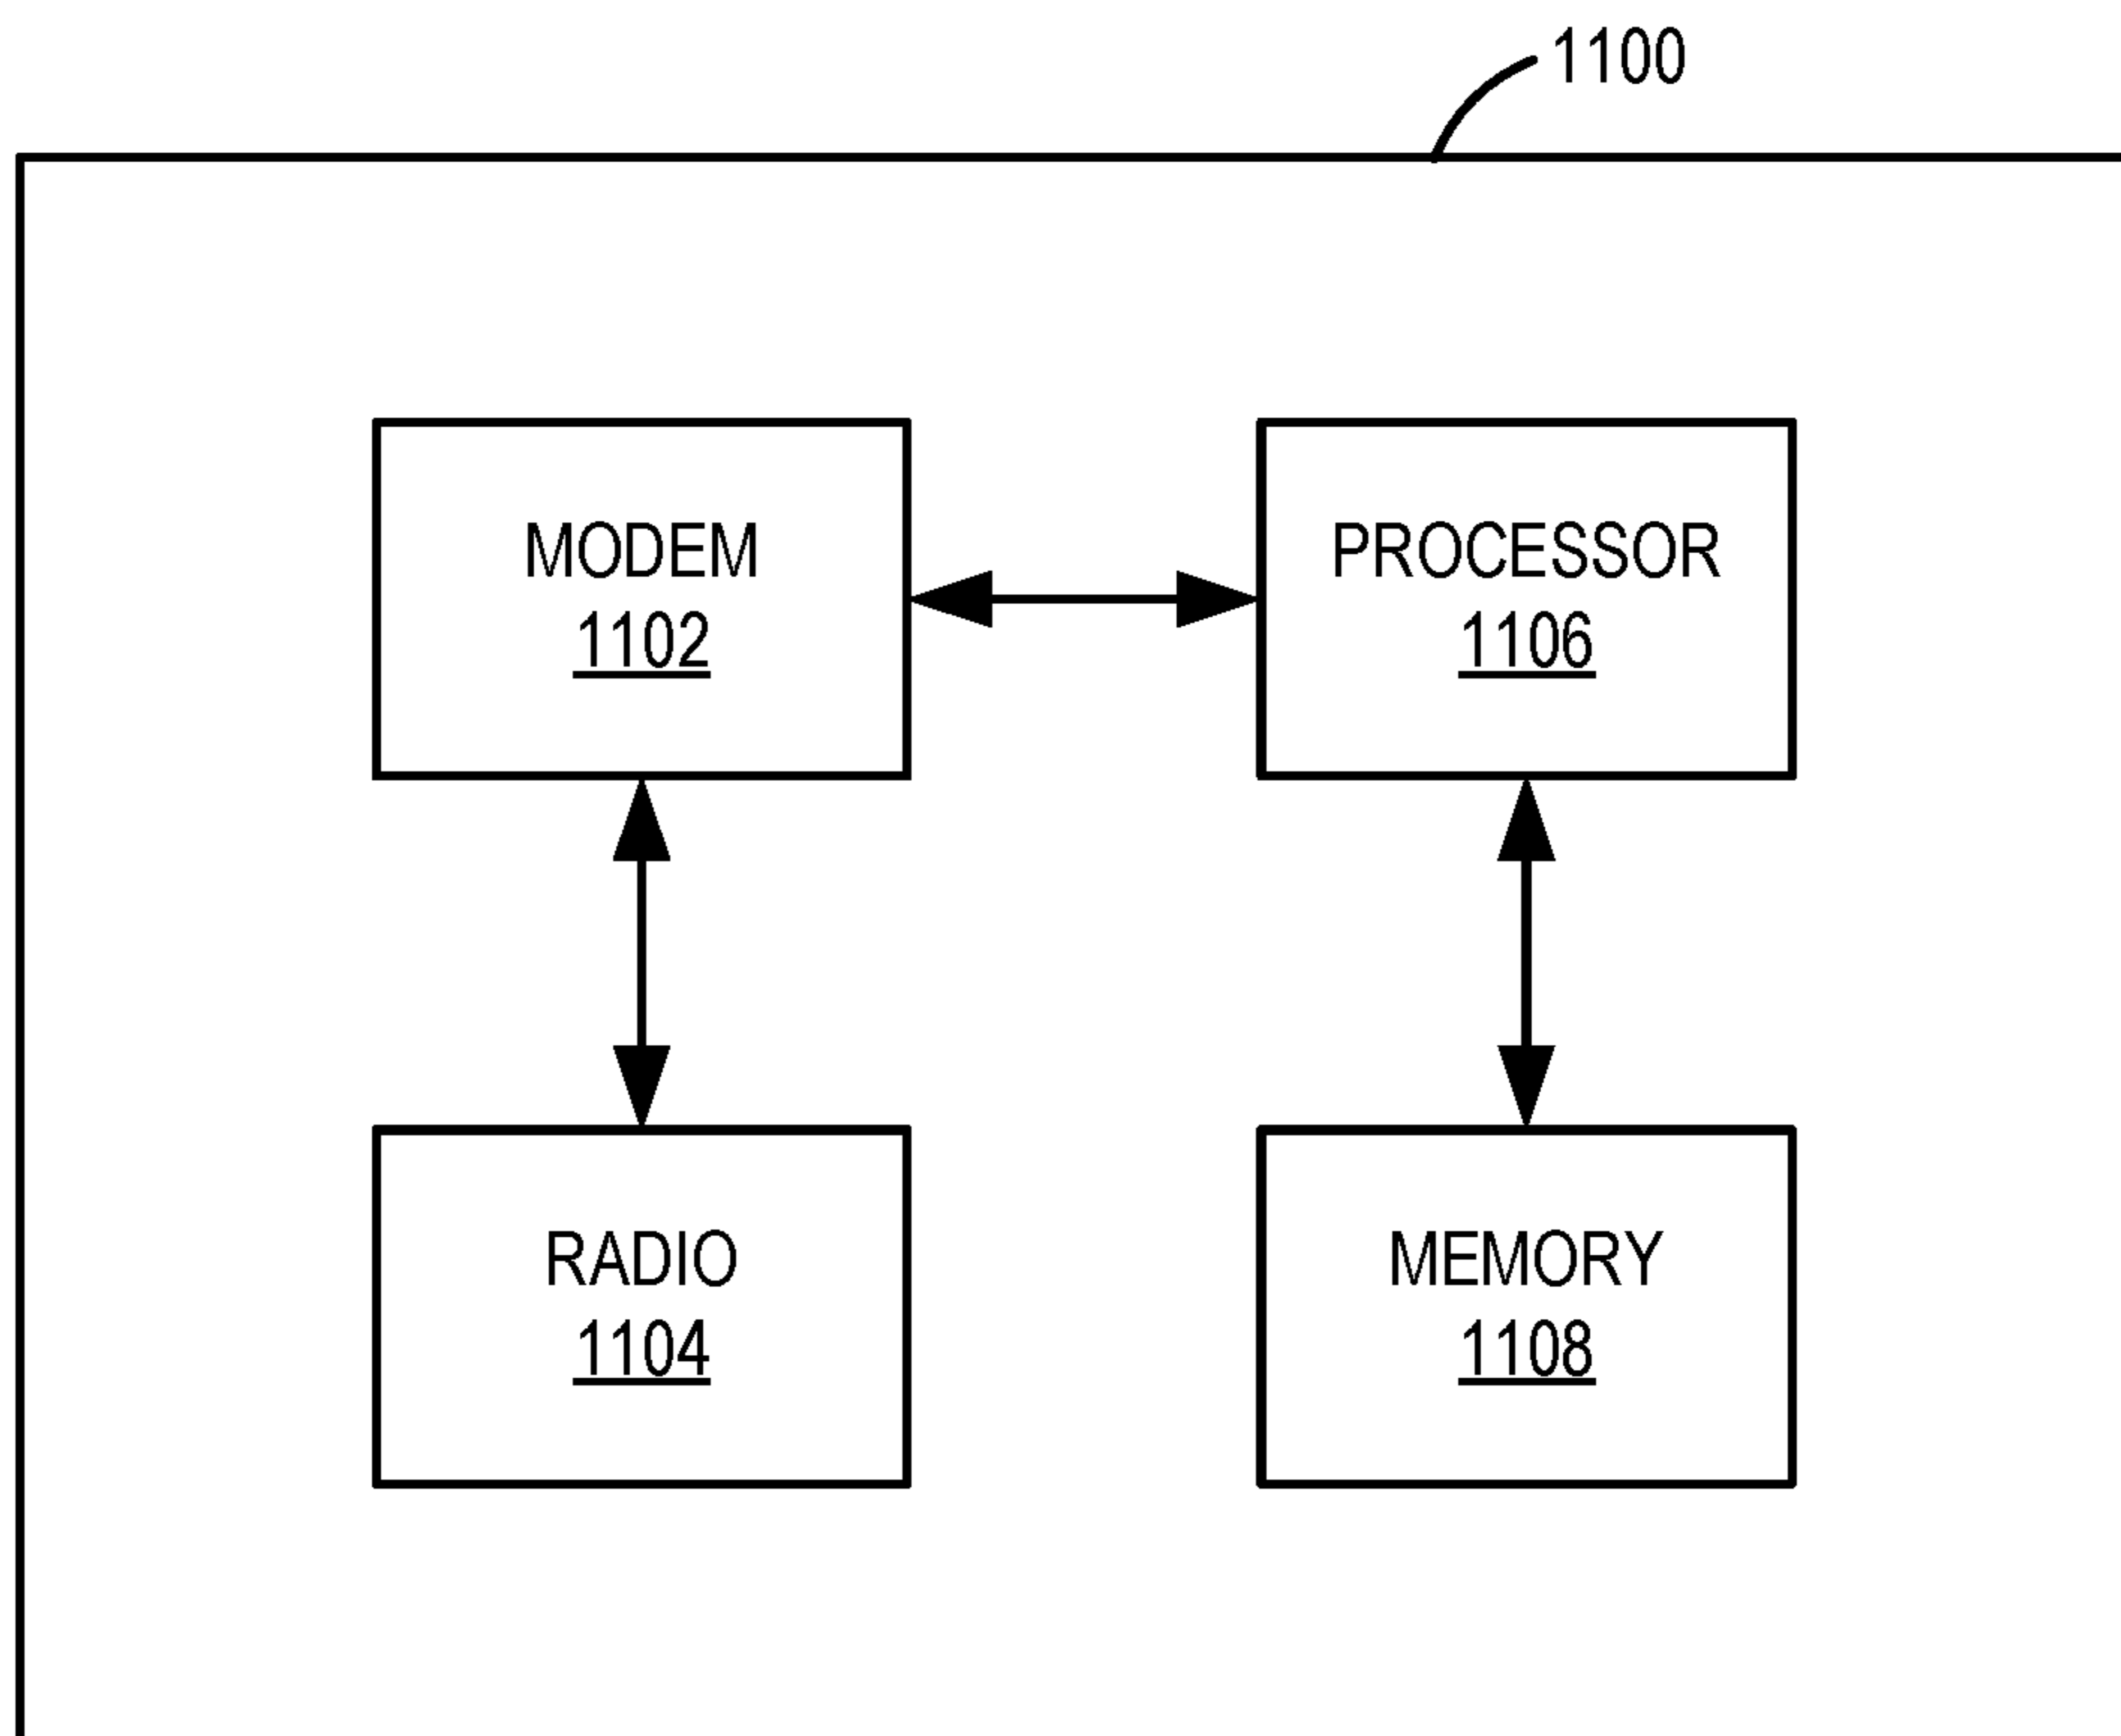 1100
MODEM
1102
PROCESSOR
1106
RADIO
1104
MEMORY
1108